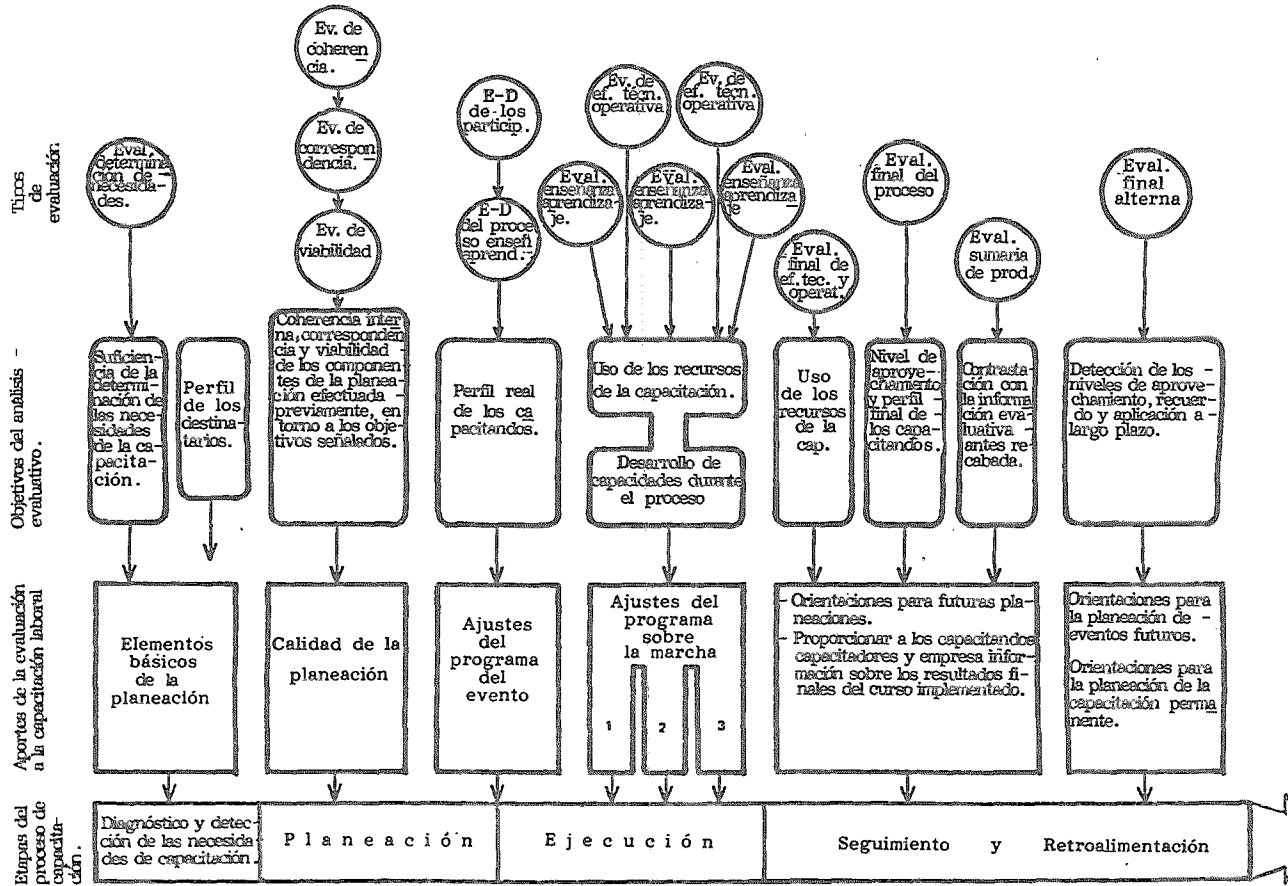 Tipos
de
evaluación
Eval.
determina-
ción de -
necesida-
des.
Ev. de
coheren
cia.
Ev. de
correspon
dencia.
Ev. de
viabilidad
E-D
de los
particip.
E-D
del proce
so enseñ
aprend.-
Ev. de
ef. técn.
operativa
Ev. de
ef. técn.
operativa
Eval.
enseñanza
aprendiza-
je.
Eval.
enseñanza
aprendiza-
je.
Eval.
enseñanza
aprendiza
je
Eval.
final de
ef. tec. y
operat.
Eval.
final del
proceso
Eval.
sumaria
de prod.
Eval.
final
alterna
Objetivos del análisis -
evaluativo.
Suficien-
cia de la
determi-
nación de
las nece-
sidades
de la ca-
pacita-
ción.
Perfil
de los
destina-
tarios.
Coherencia inter
na, corresponden
cia y viabilidad -
de los componen-
tes de la planea-
ción efectuada -
previamente, en -
torno a los obje-
tivos señalados.
Perfil real
de los ca
pacitandos.
Uso de los recursos
de la capacitación.
Desarrollo de
capacidades durante
el proceso
Uso
de los
recursos
de la
cap.
Nivel de
aprove-
chamiento
y perfil -
final de -
los capa-
citandos.
Contrasta-
ción con
la informa
ción eva-
luativa -
antes re
cabada.
Detección de los -
niveles de aprove-
chamiento, recuer-
do y aplicación a -
largo plazo.
Aportes de la evaluación
a la capacitación laboral
Elementos
básicos
de la
planeación
Calidad de la
planeación
Ajustes
del
programa
del
evento
Ajustes del
programa
sobre
la marcha
1 2 3
- Orientaciones para futuras pla-
neaciones.
- Proporcionar a los capacitandos
capacitadores y empresa infor-
mación sobre los resultados fi-
nales del curso implementado.
Orientaciones para
la planeación de -
eventos futuros.
Orientaciones para
la planeación de la
capacitación perma
nente.
Etapas del
proceso de
capacita-
ción.
Diagnóstico y detec-
ción de las necesida-
des de capacitación.
Planeación
Ejecución
Seguimiento y Retroalimentación